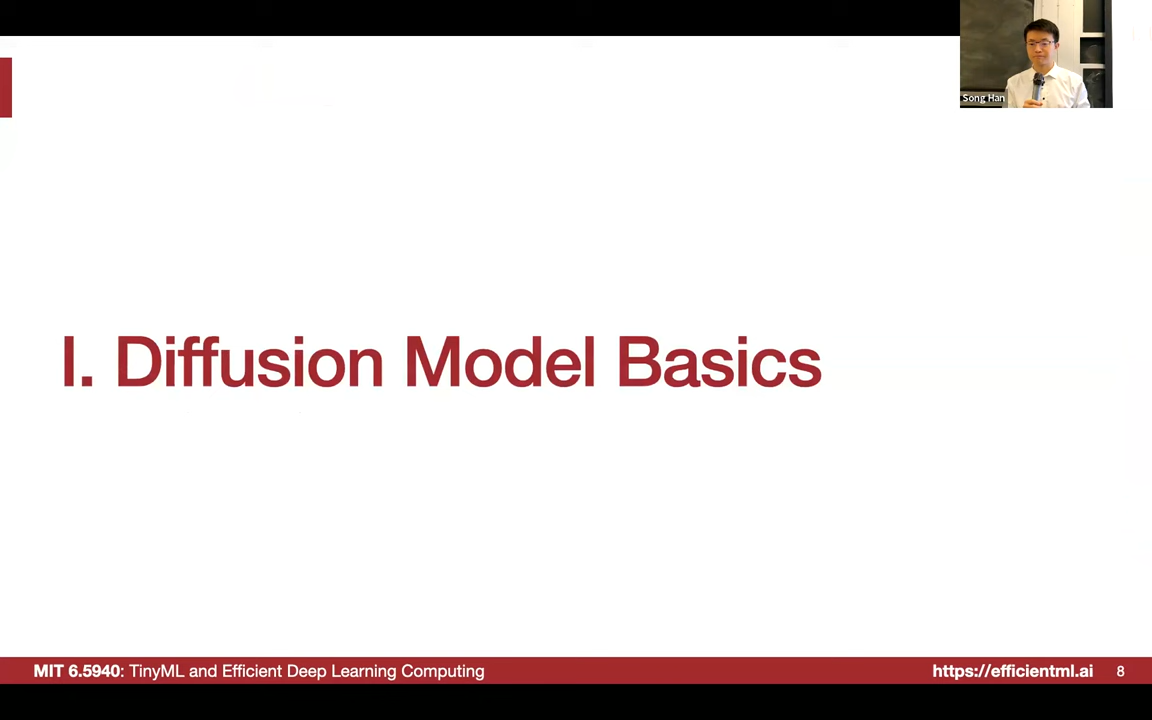 Song Han
I. Diffusion Model Basics
MIT 6.5940: TinyML and Efficient Deep Learning Computing
https://efficientml.ai
8